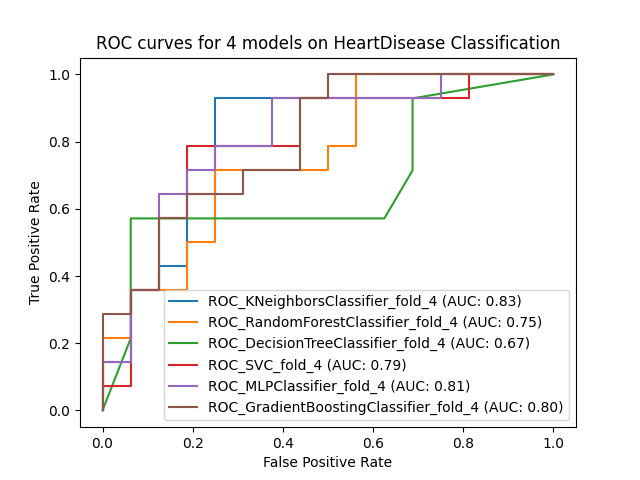 ROC curves for 4 models on HeartDisease Classification
True Positive Rate
1.0
0.8
0.6
0.4
0.2
0.0
ROC_KNeighborsClassifier_fold_4 (AUC: 0.83)
ROC_RandomForestClassifier_fold_4 (AUC: 0.75)
ROC_DecisionTreeClassifier_fold_4 (AUC: 0.67)
ROC_SVC_fold_4 (AUC: 0.79)
ROC_MLPClassifier_fold_4 (AUC: 0.81)
ROC_GradientBoostingClassifier_fold_4 (AUC: 0.80)
0.0 0.2 0.4 0.6 0.8 1.0
False Positive Rate